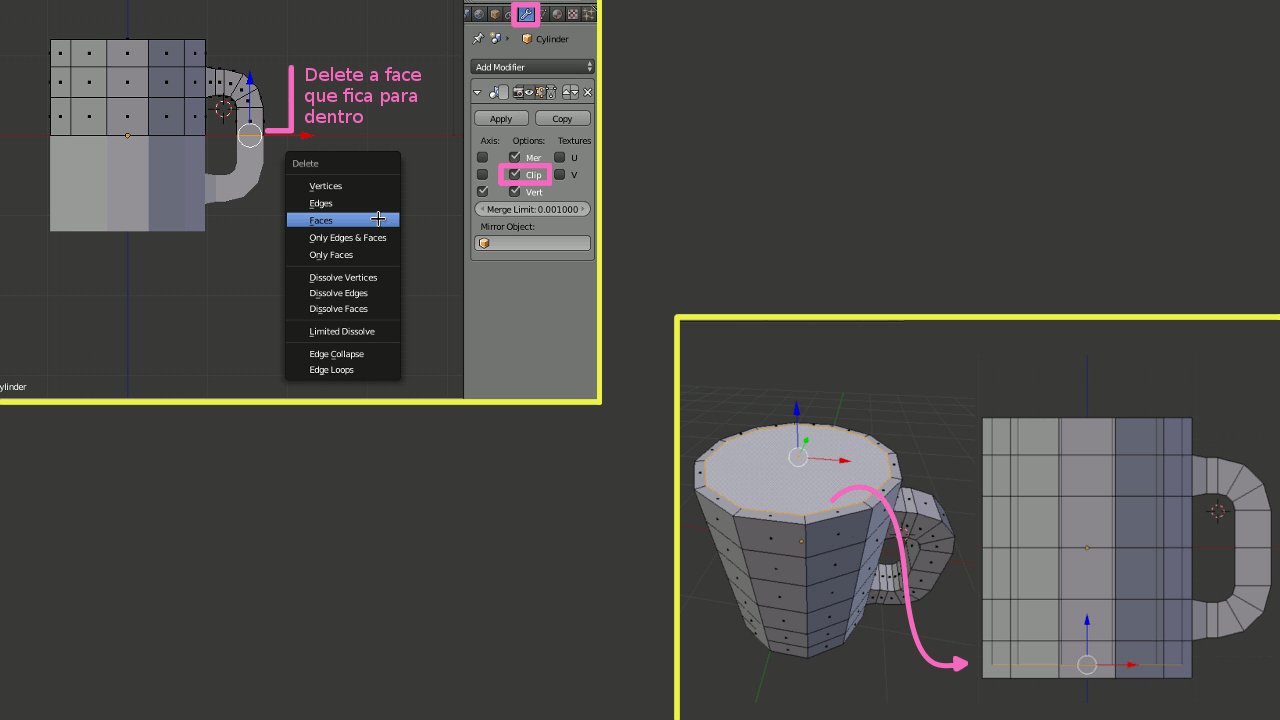 Cylinder
Add Modifier
Delete a face
que fica para
dentro
Apply
Copy
Axis:
Options:
Textures
Mer
U
Clip
V
Vert
Merge Limit: 0.001000
Mirror Object:
Delete
Vertices
Edges
Faces
Only Edges & Faces
Only Faces
Dissolve Vertices
Dissolve Edges
Dissolve Faces
Limited Dissolve
Edge Collapse
Edge Loops
ylinder